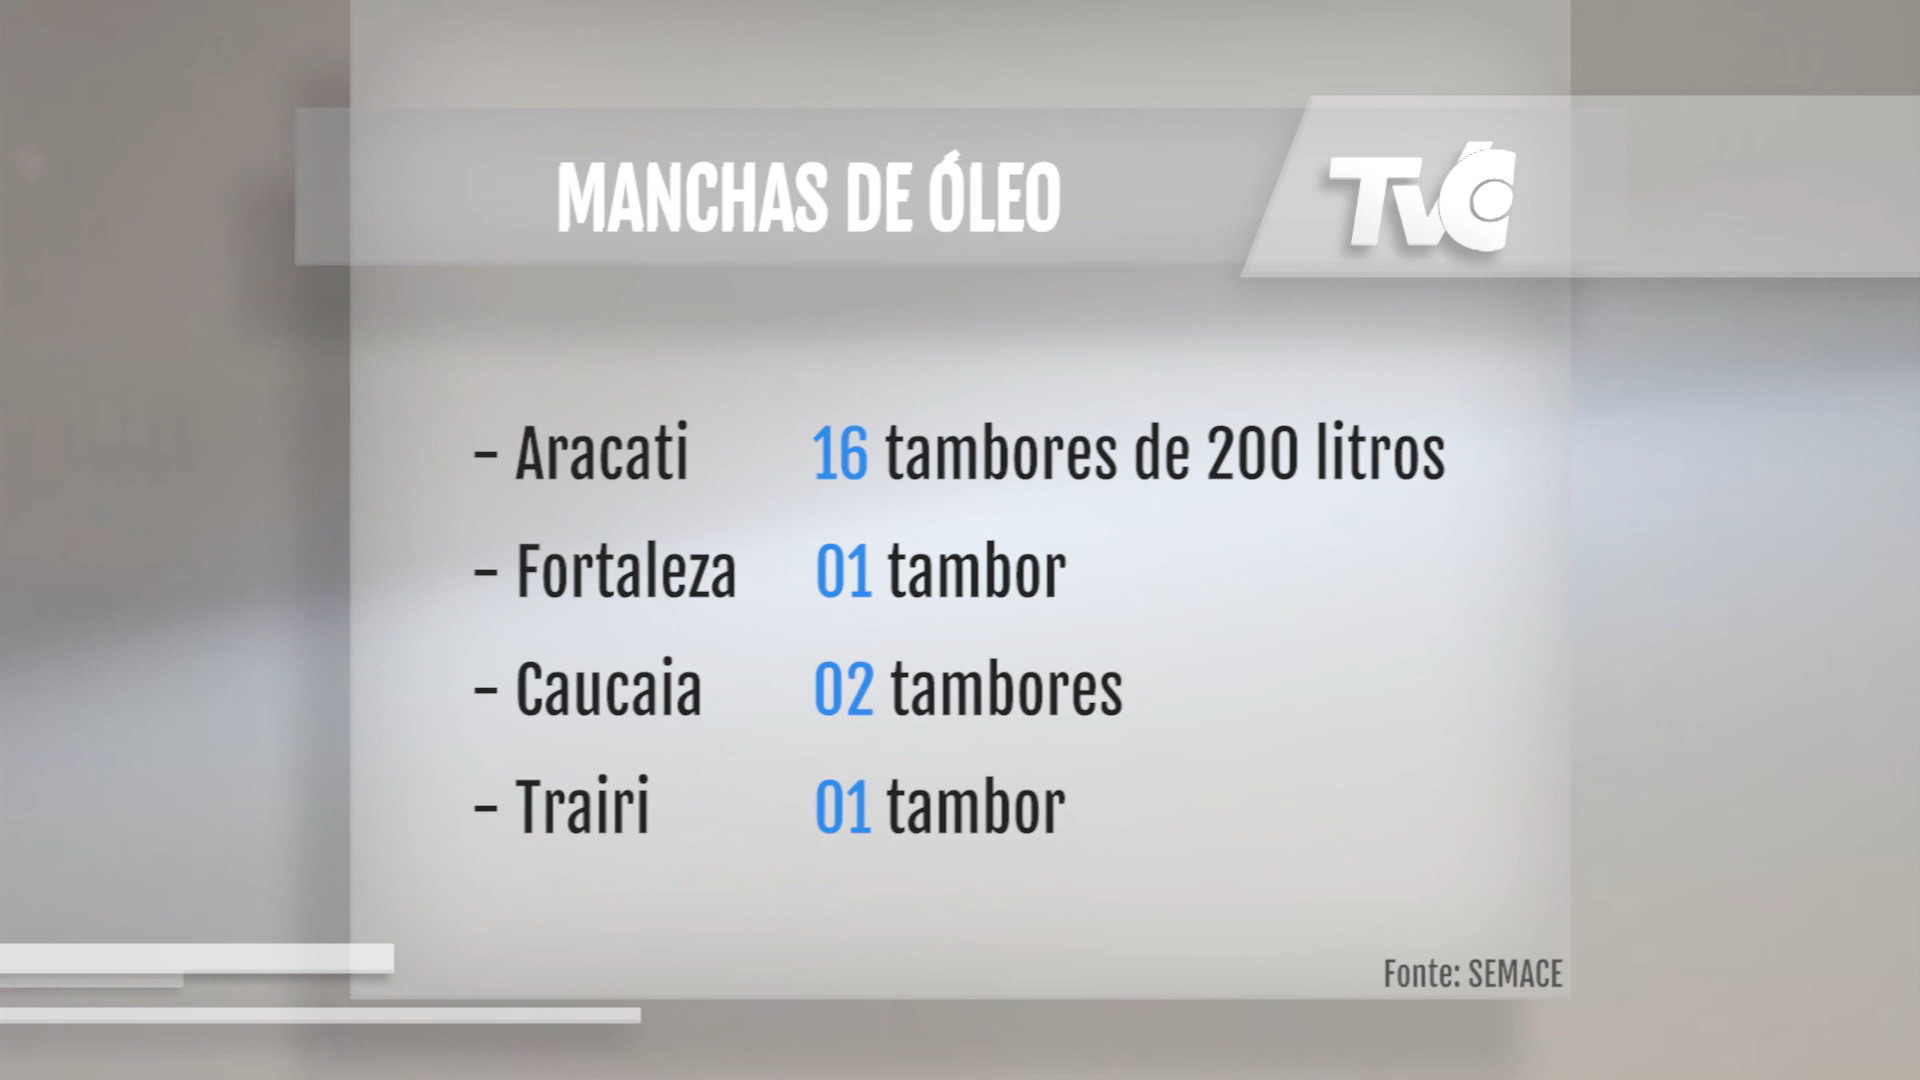 MANCHAS DE ÓLEO
TVC
- Aracati 16 tambores de 200 litros
- Fortaleza 01 tambor
- Caucaia 02 tambores
- Trairi 01 tambor
Fonte: SEMACE